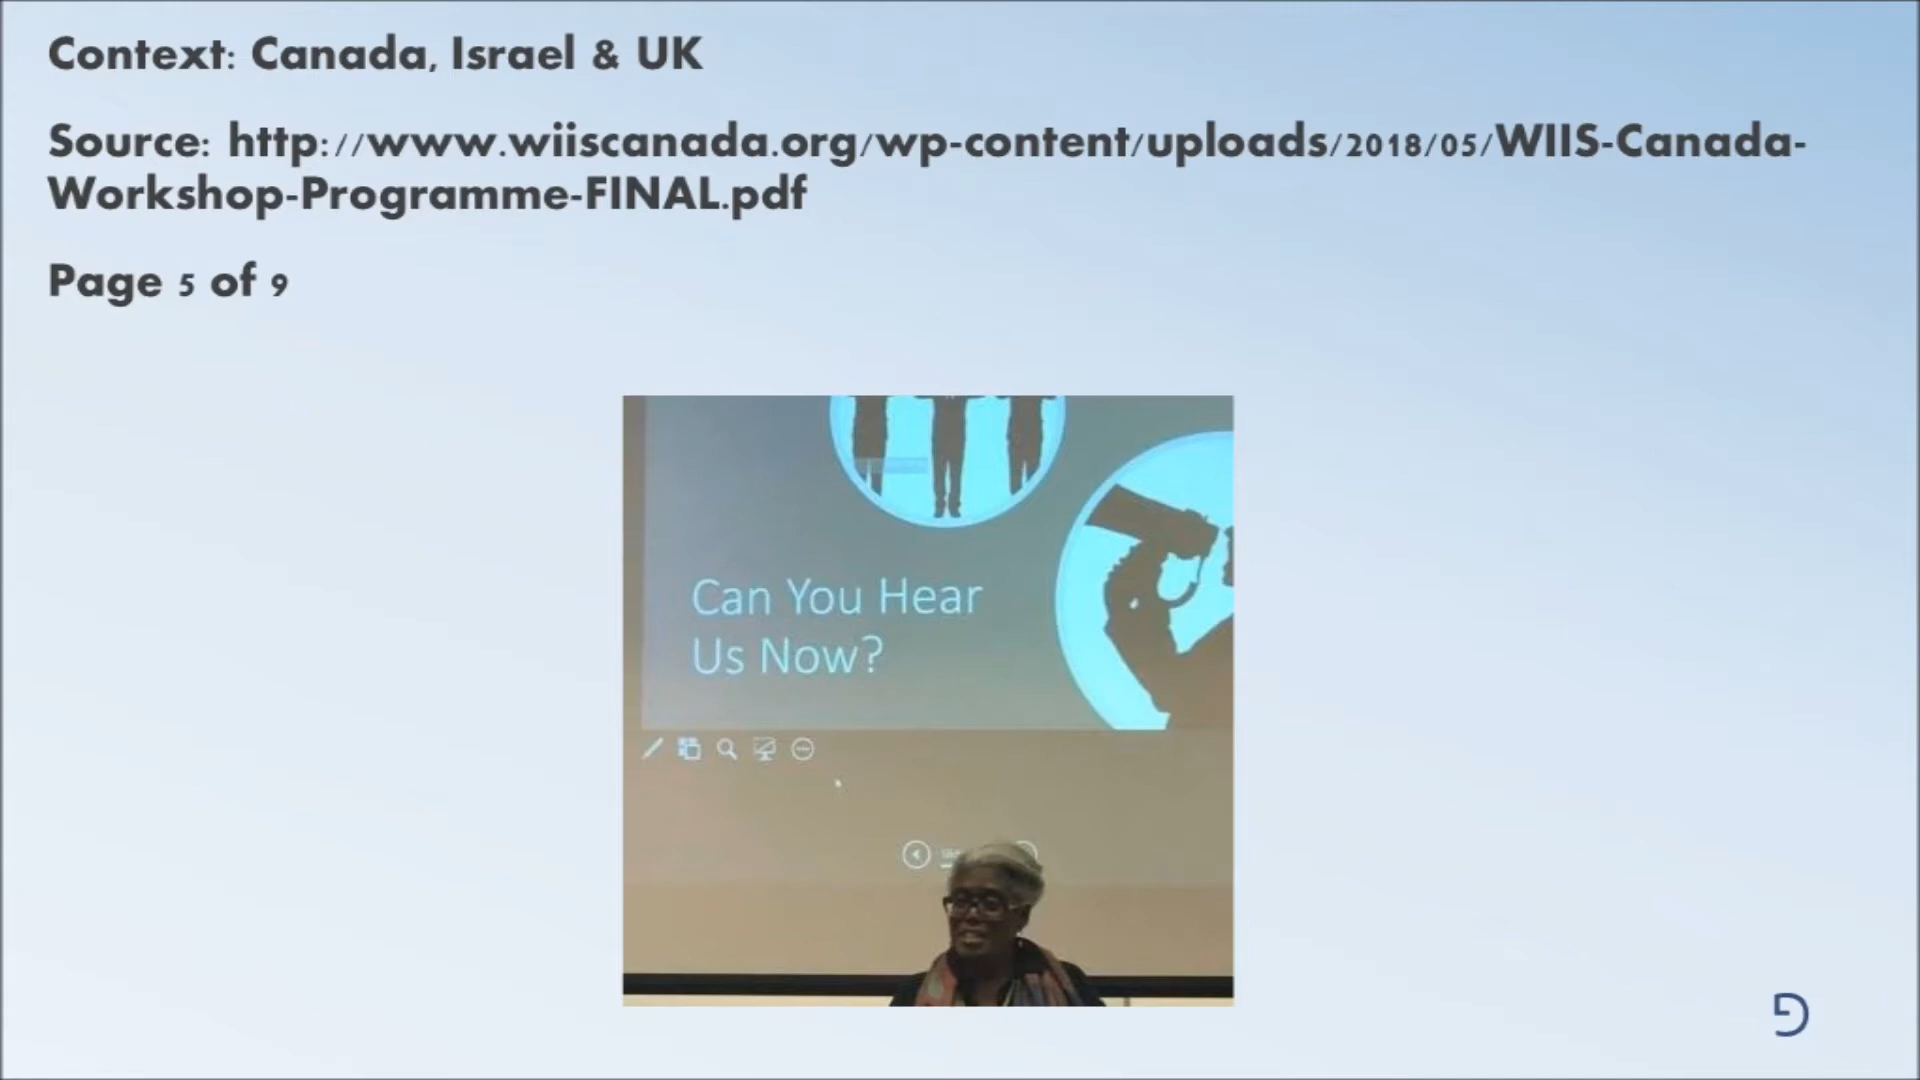 Context: Canada, Israel & UK
Source: http://www.wiiscanada.org/wp-content/uploads/2018/05/WIIS-Canada-
Workshop-Programme-FINAL.pdf
Page 5 of 9
Can You Hear
Us Now?